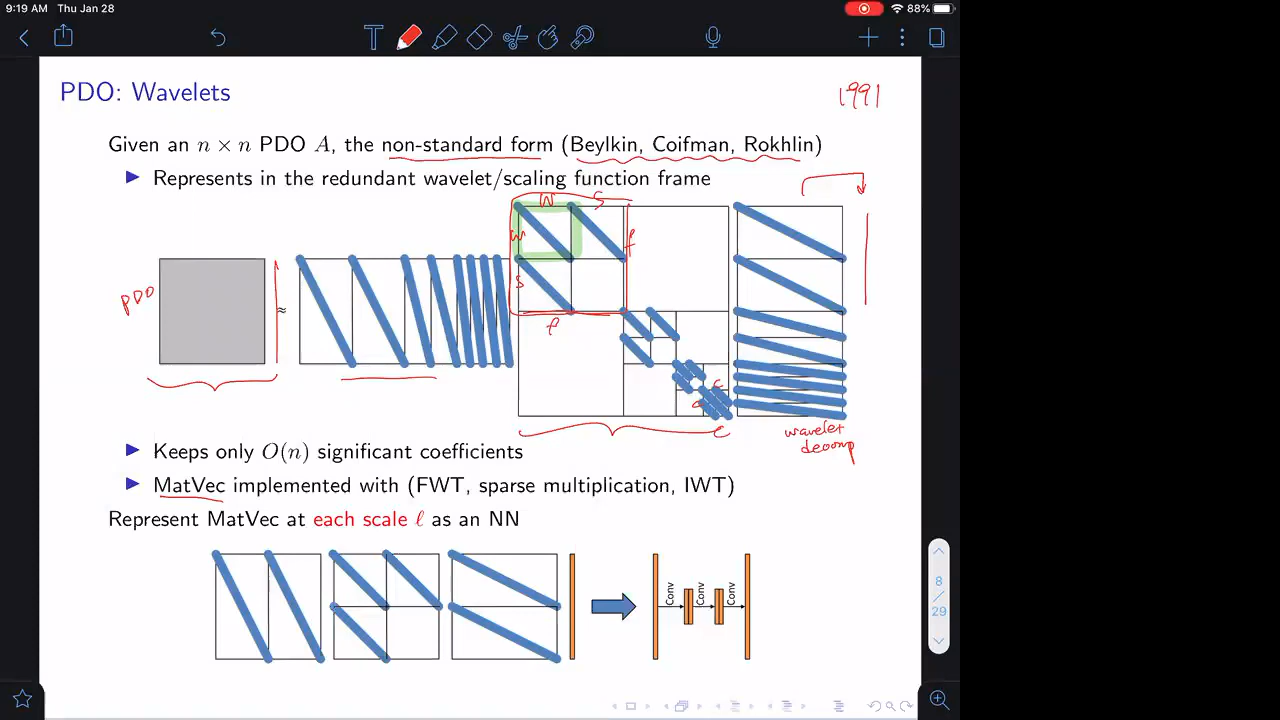 9:19 AM Thu Jan 28
88%
PDO: Wavelets
1991
Given an n × n PDO A, the non-standard form (Beylkin, Coifman, Rokhlin)
▶ Represents in the redundant wavelet/scaling function frame
W S
W
S
f
PDO
≈
wavelet
decomp
▶ Keeps only O(n) significant coefficients
▶ MatVec implemented with (FWT, sparse multiplication, IWT)
Represent MatVec at each scale ℓ as an NN
Conv Conv Conv
8
/
29